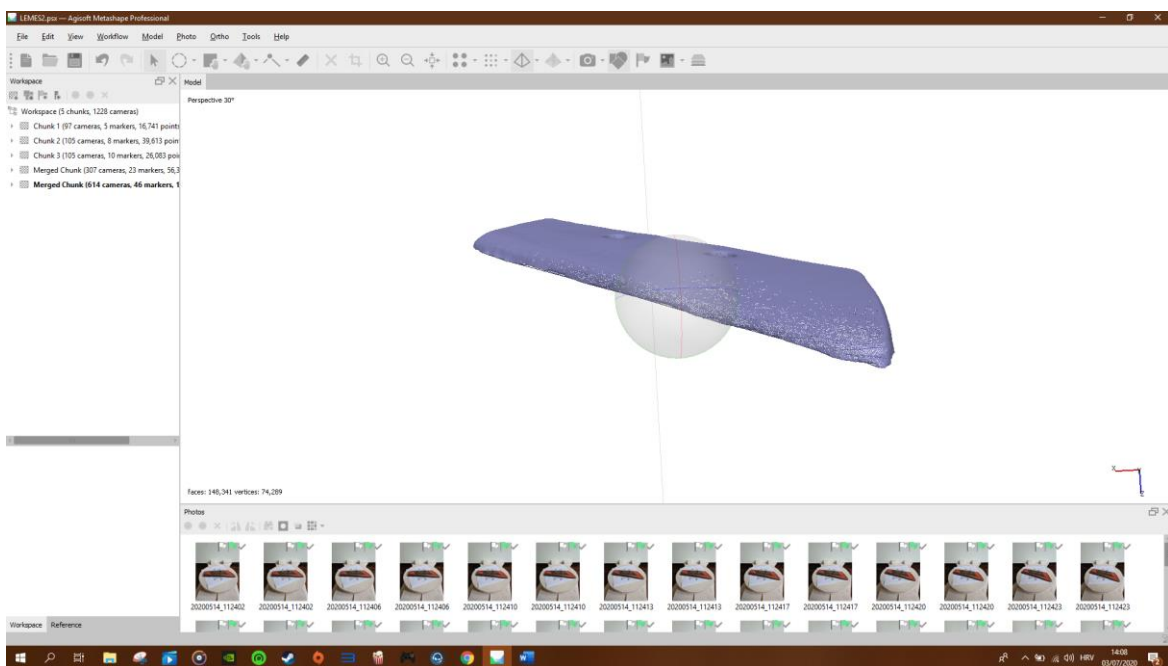 LEMES2.psx — Agisoft Metashape Professional
File Edit View Workflow Model Photo Ortho Tools Help
Workspace
Model
Workspace (5 chunks, 1228 cameras)
Chunk 1 (97 cameras, 5 markers, 16,741 points
Chunk 2 (105 cameras, 8 markers, 39,613 poin
Chunk 3 (105 cameras, 10 markers, 26,083 poi
Merged Chunk (307 cameras, 23 markers, 56,3
Merged Chunk (614 cameras, 46 markers, 1
Perspective 30°
X
Z
Faces: 148,341 vertices: 74,289
Photos
20200514_112402 20200514_112402 20200514_112406 20200514_112406 20200514_112410 20200514_112410 20200514_112413 20200514_112413 20200514_112417 20200514_112417 20200514_112420 20200514_112420 20200514_112423 20200514_112423
Workspace Reference
HRV
14:08
03/07/2020